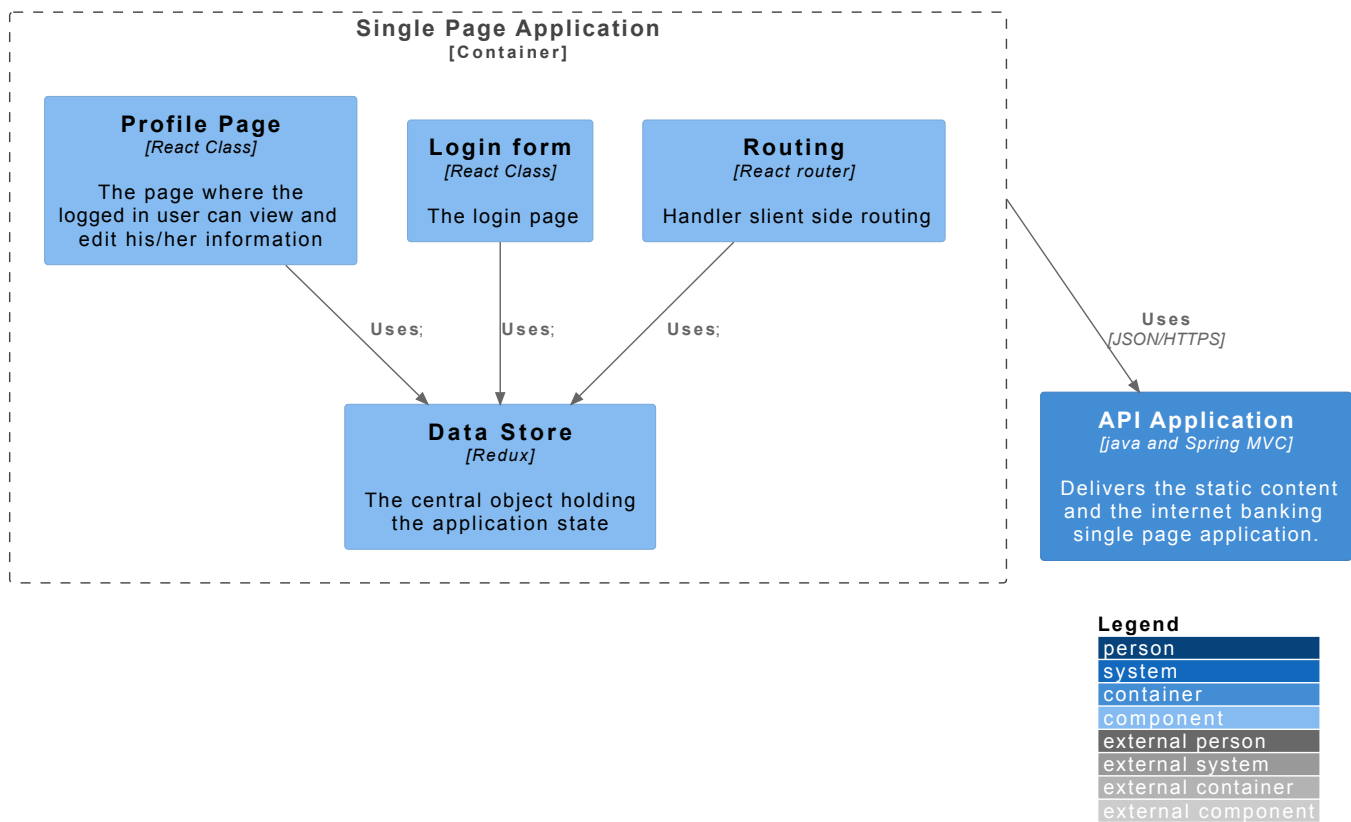 Single Page Application
[Container]
Profile Page
[React Class]
The page where the
logged in user can view and
edit his/her information
Login form
[React Class]
The login page
Routing
[React router]
Handler slient side routing
Uses;
Uses;
Uses;
Uses
[JSON/HTTPS]
Data Store
[Redux]
The central object holding
the application state
API Application
[java and Spring MVC]
Delivers the static content
and the internet banking
single page application.
Legend
person
system
container
component
external person
external system
external container
external component